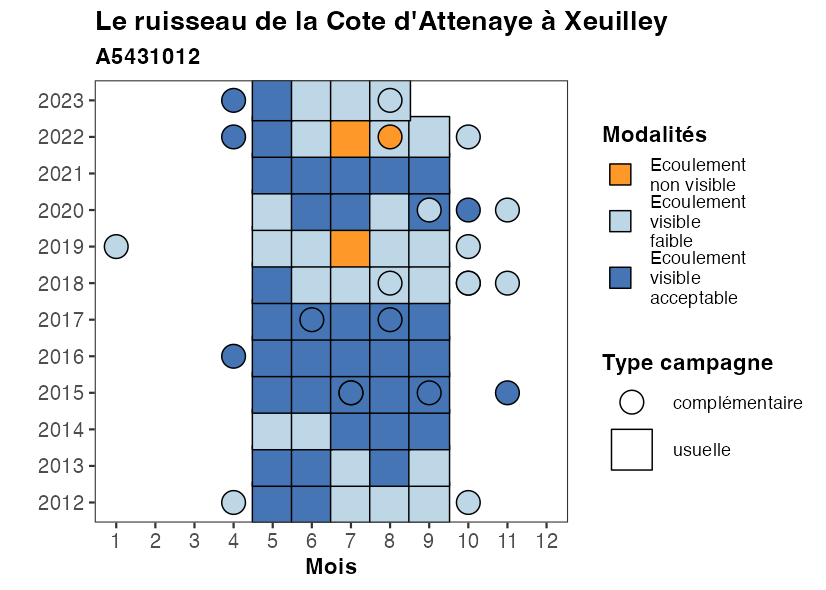 Le ruisseau de la Cote d'Attenaye à Xeuilley
A5431012
2023
2022
2021
2020
2019
2018
2017
2016
2015
2014
2013
2012
1 2 3 4 5 6 7 8 9 10 11 12
Mois
Modalités
Ecoulement
non visible
Ecoulement
visible
faible
Ecoulement
visible
acceptable
Type campagne
complémentaire
usuelle